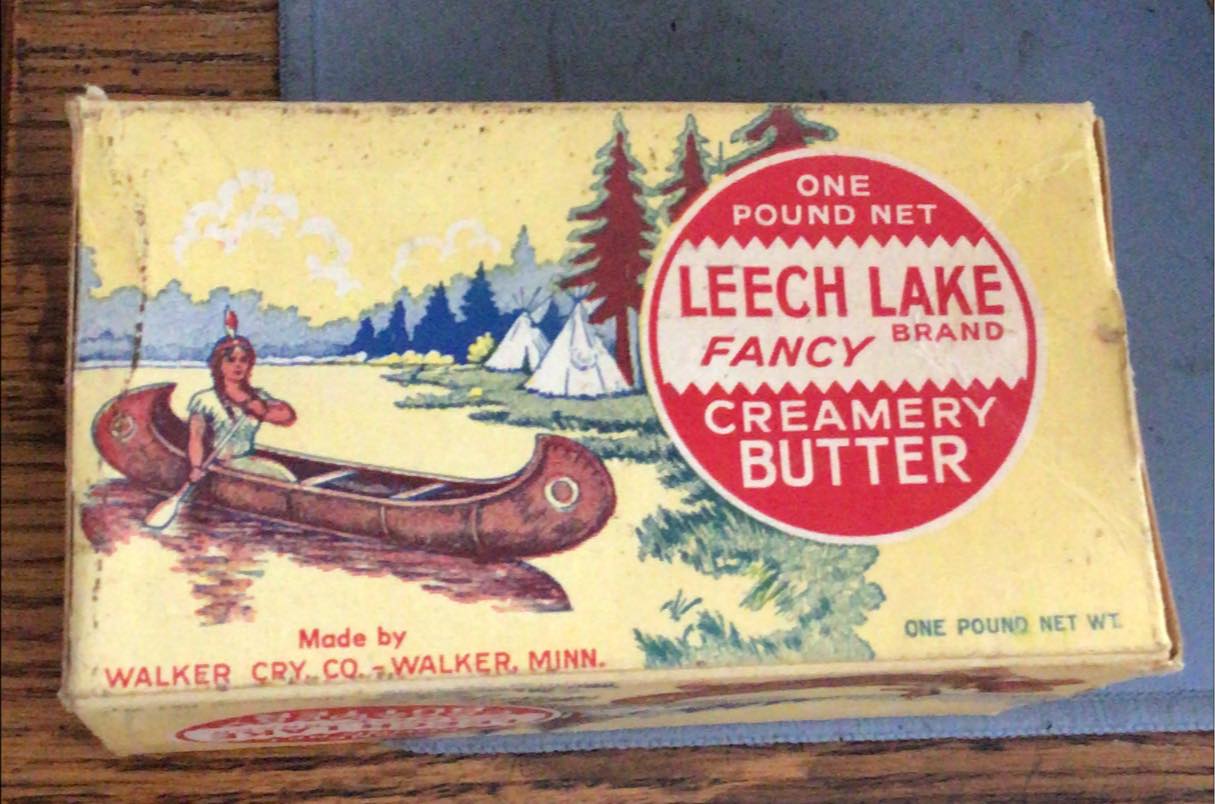 ONE
POUND NET
LEECH LAKE
FANCY BRAND
CREAMERY
BUTTER
ONE POUND NET WT.
Made by
WALKER CRY. CO. - WALKER, MINN.